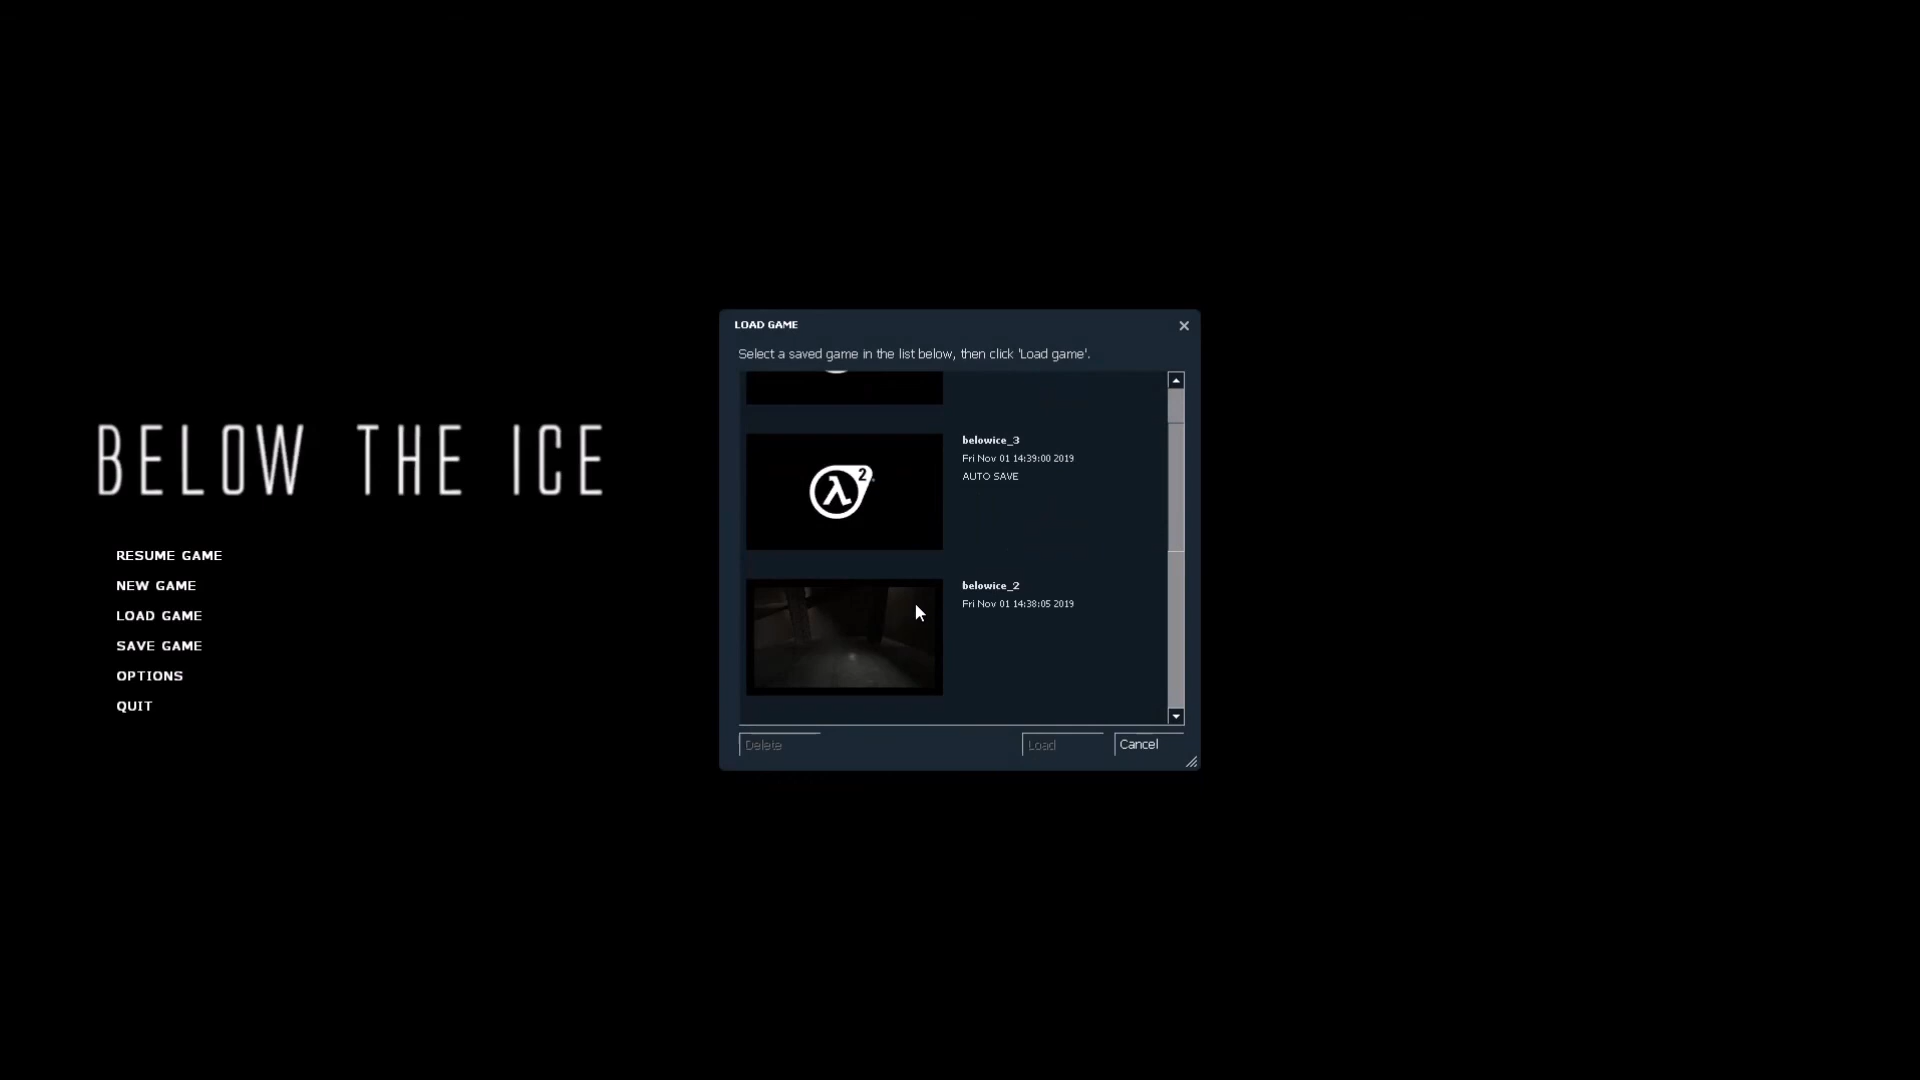 LOAD GAME
Select a saved game in the list below, then click 'Load game'.
belowice_3
Fri Nov 01 14:39:00 2019
AUTO SAVE
λ2
belowice_2
Fri Nov 01 14:38:05 2019
Delete
Load
Cancel
BELOW THE ICE
RESUME GAME
NEW GAME
LOAD GAME
SAVE GAME
OPTIONS
QUIT